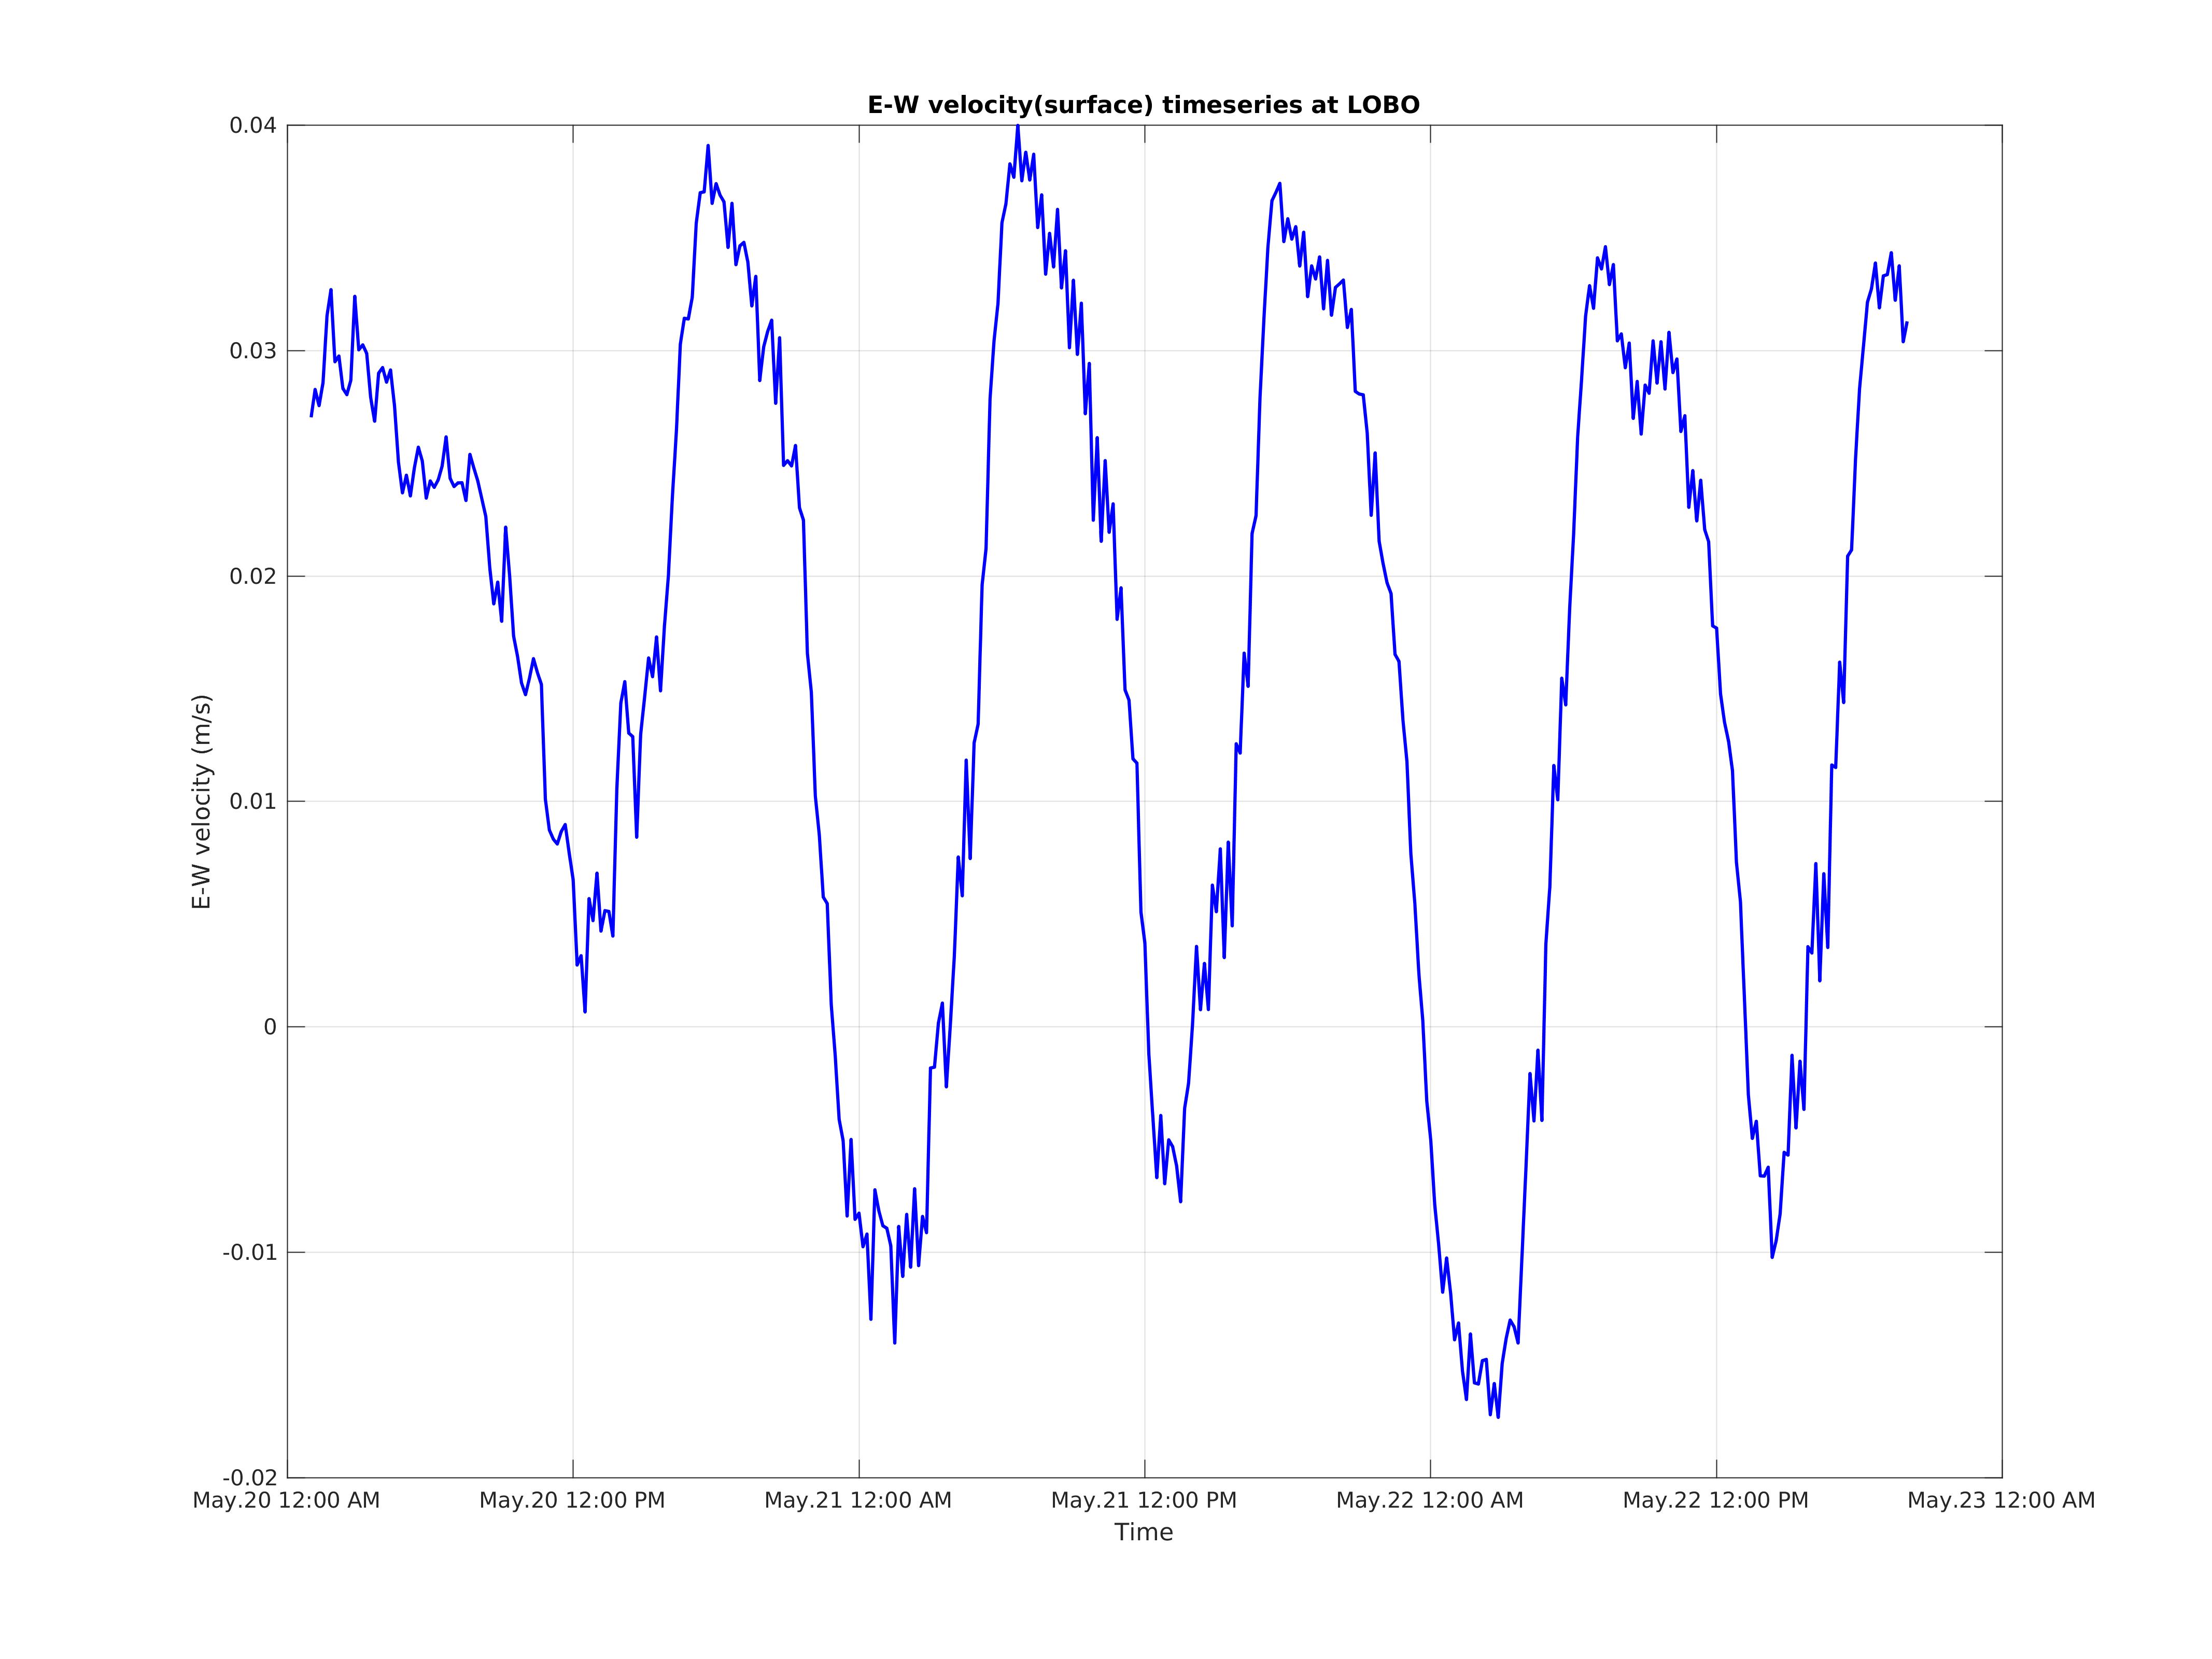 E-W velocity(surface) timeseries at LOBO
0.04
0.03
0.02
0.01
0
-0.01
-0.02
E-W velocity (m/s)
May.20 12:00 AM
May.20 12:00 PM
May.21 12:00 AM
May.21 12:00 PM
May.22 12:00 AM
May.22 12:00 PM
May.23 12:00 AM
Time